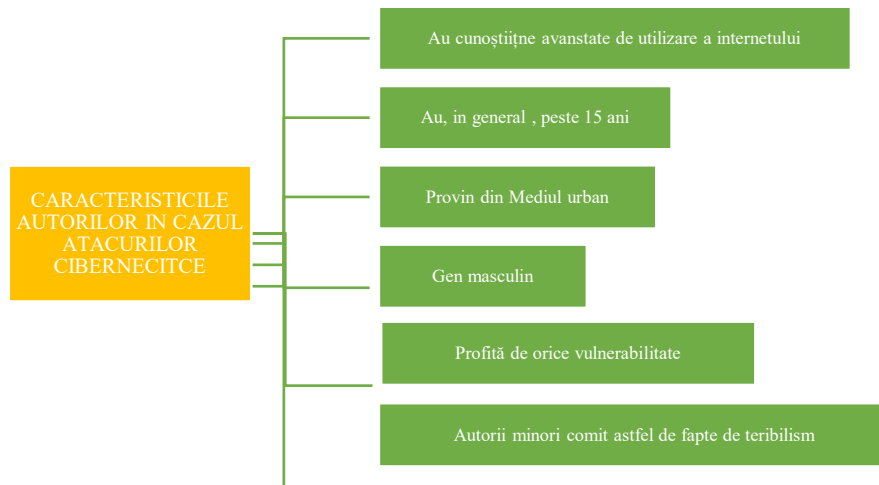 CARACTERISTICILE
AUTORILOR IN CAZUL
ATACURILOR
CIBERNECITCE
Au cunoștiițne avanstate de utilizare a internetului
Au, in general , peste 15 ani
Provin din Mediul urban
Gen masculin
Profită de orice vulnerabilitate
Autorii minori comit astfel de fapte de teribilism